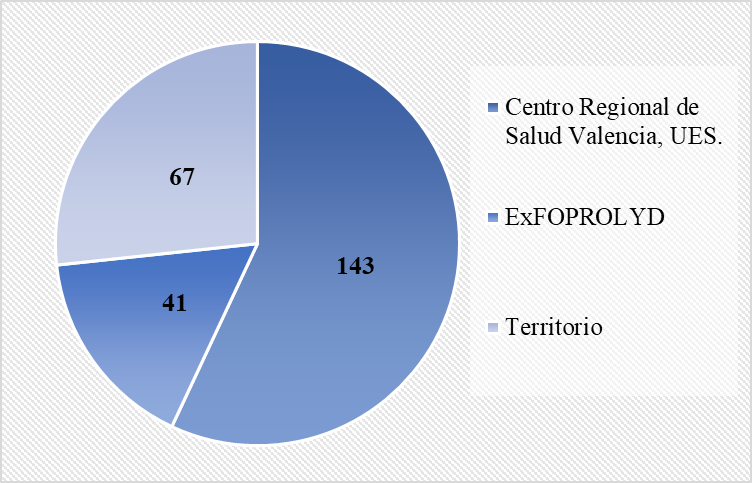 67
143
41
Centro Regional de
Salud Valencia, UES.
ExFOPROLYD
Territorio